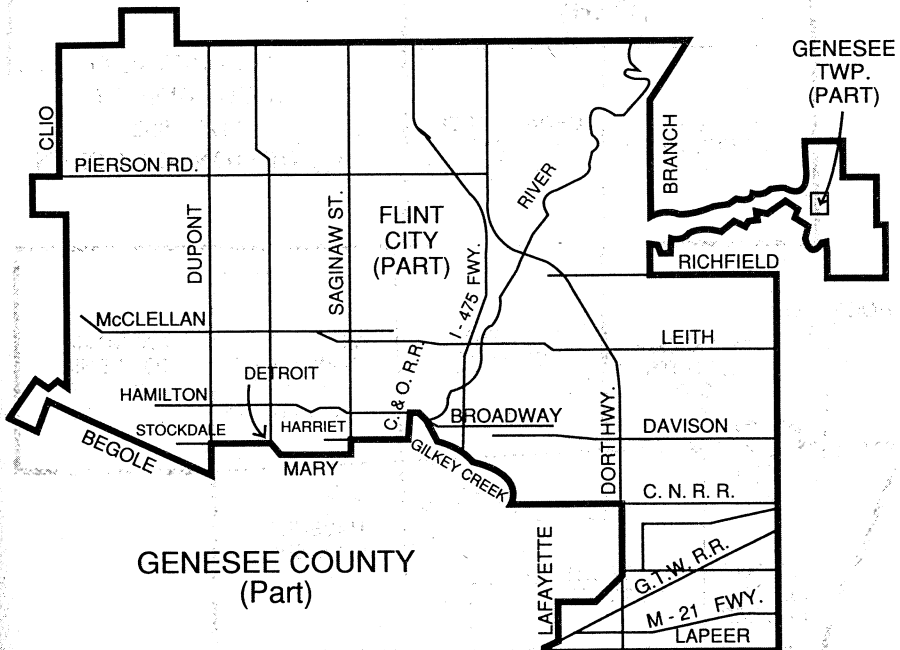 GENESEE
TWP.
(PART)
CLIO
BRANCH
PIERSON RD.
RIVER
DUPONT
SAGINAW ST.
FLINT
CITY
(PART)
I - 475 FWY.
RICHFIELD
McCLELLAN
LEITH
C. & O. R.R.
DETROIT
HAMILTON
BROADWAY
DORT HWY.
DAVISON
STOCKDALE
HARRIET
BEGOLE
MARY
GILKEY CREEK
C. N. R. R.
GENESEE COUNTY
(Part)
LAFAYETTE
G.T.W. R.R.
M - 21 FWY.
LAPEER